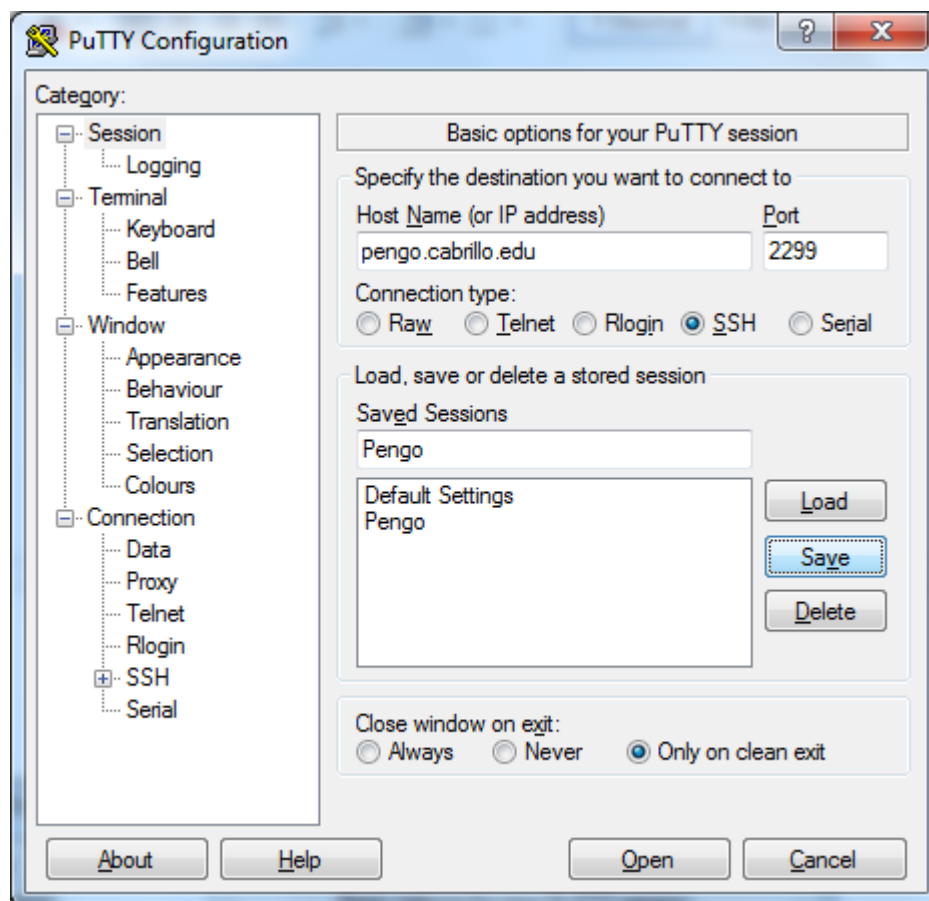 PuTTY Configuration
Category:
Session
Logging
Terminal
Keyboard
Bell
Features
Window
Appearance
Behaviour
Translation
Selection
Colours
Connection
Data
Proxy
Telnet
Rlogin
SSH
Serial
Basic options for your PuTTY session
Specify the destination you want to connect to
Host Name (or IP address) Port
pengo.cabrillo.edu 2299
Connection type:
Raw Telnet Rlogin SSH Serial
Load, save or delete a stored session
Saved Sessions
Pengo
Default Settings
Pengo
Load
Save
Delete
Close window on exit:
Always Never Only on clean exit
About Help Open Cancel